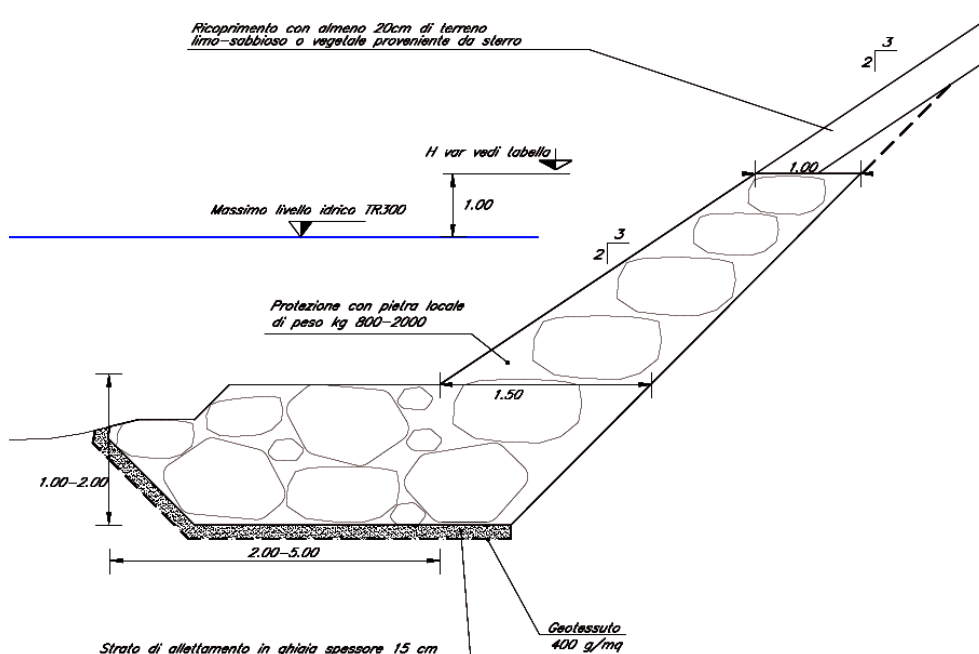 Ricoprimento con almeno 20cm di terreno
limo-sabbioso o vegetale proveniente da sterro
3
2
H var vedi tabella
1.00
1.00
Massimo livello idrico TR300
3
2
Protezione con pietra locale
di peso kg 800-2000
1.50
1.00-2.00
2.00-5.00
Geotessuto
400 g/mq
Strato di allettamento in ghiaia spessore 15 cm